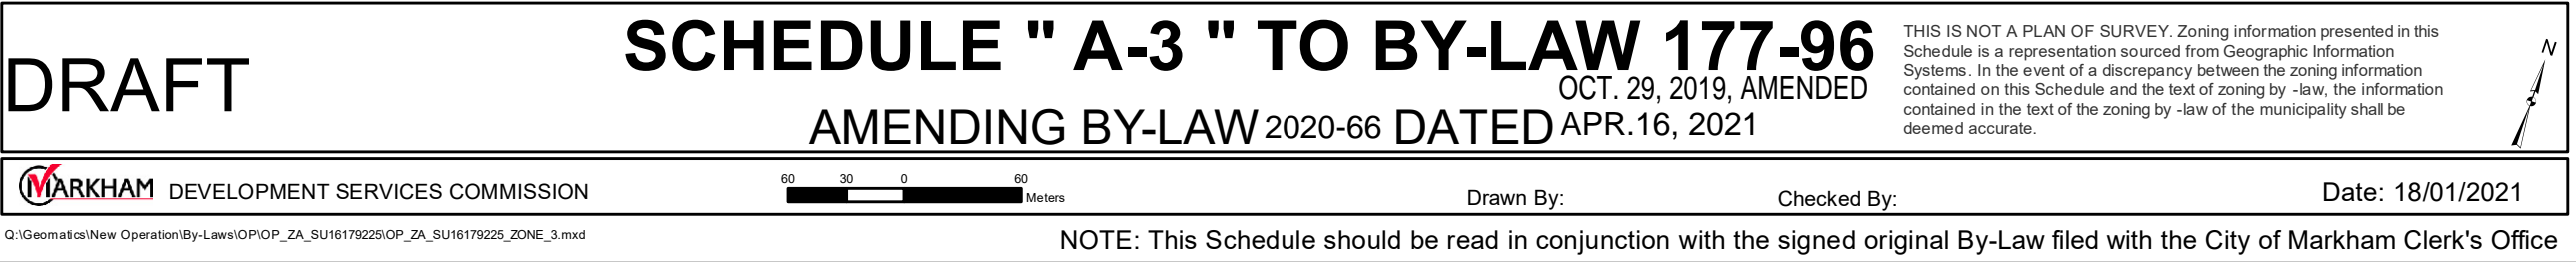 SCHEDULE " A-3 " TO BY-LAW 177-96
DRAFT
OCT. 29, 2019, AMENDED
AMENDING BY-LAW 2020-66 DATED APR.16, 2021
THIS IS NOT A PLAN OF SURVEY. Zoning information presented in this
Schedule is a representation sourced from Geographic Information
Systems. In the event of a discrepancy between the zoning information
contained on this Schedule and the text of zoning by -law, the information
contained in the text of the zoning by -law of the municipality shall be
deemed accurate.
N
MARKHAM DEVELOPMENT SERVICES COMMISSION
60 30 0 60
Meters
Drawn By:
Checked By:
Date: 18/01/2021
Q:\Geomatics\New Operation\By-Laws\OP\OP_ZA_SU16179225\OP_ZA_SU16179225_ZONE_3.mxd
NOTE: This Schedule should be read in conjunction with the signed original By-Law filed with the City of Markham Clerk's Office